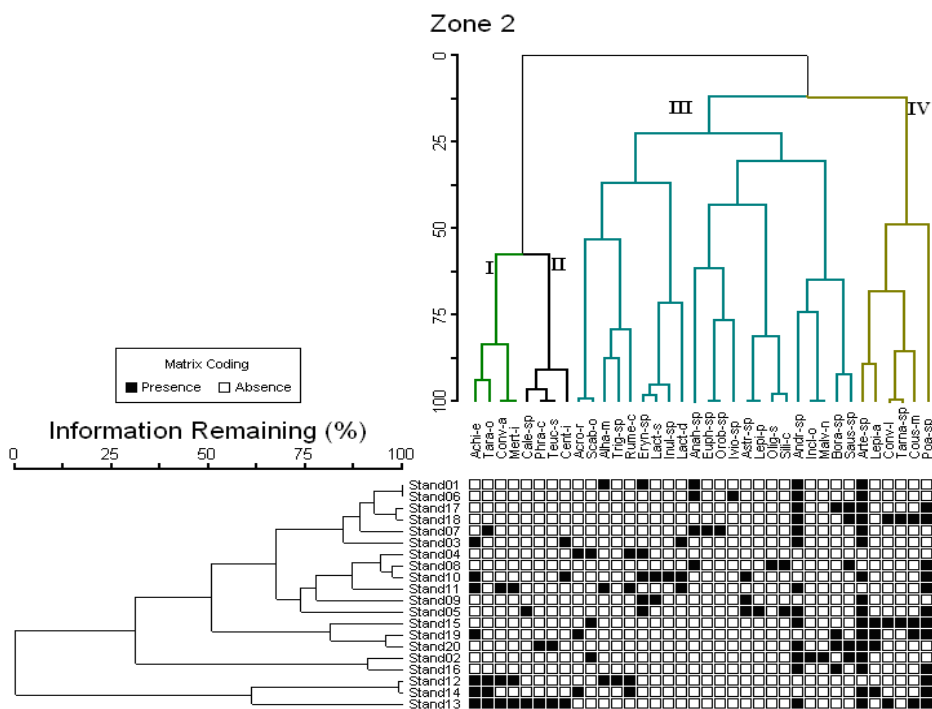 Zone 2
0
25
50
75
100
III
IV
I
II
Matrix Coding
Presence
Absence
Information Remaining (%)
0
25
50
75
100
Achi-e
Tara-o
Conv-a
Mert-i
Cale-sp
Phra-c
Teuc-s
Cent-i
Acro-r
Scab-o
Alha-m
Trig-sp
Rume-c
Eryn-sp
Lact-s
Inul-sp
Lact-d
Anah-sp
Euph-sp
Orob-sp
Ivio-sp
Astr-sp
Lepi-p
Olig-s
Sili-c
Andr-sp
Incl-o
Malv-n
Bora-sp
Saus-sp
Arte-sp
Lepi-a
Conv-l
Tarna-sp
Cous-m
Poa-sp
Stand01
Stand06
Stand17
Stand18
Stand07
Stand03
Stand04
Stand08
Stand10
Stand11
Stand09
Stand05
Stand15
Stand19
Stand20
Stand02
Stand16
Stand12
Stand14
Stand13